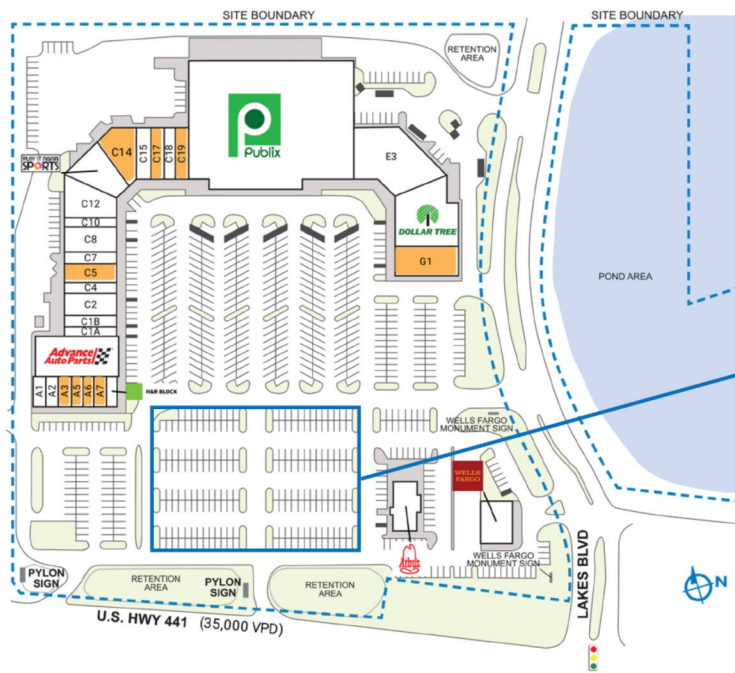 SITE BOUNDARY
SITE BOUNDARY
RETENTION
AREA
Publix
C14
C15
C17
C18
C19
PLAY IT AGAIN
SPORTS
E3
C12
C10
C8
C7
C5
C4
C2
C1B
C1A
DOLLAR TREE
G1
POND AREA
Advance
Auto Parts
A1
A2
A3
A5
A6
A7
H&R BLOCK
WELLS FARGO
MONUMENT SIGN
WELLS
FARGO
Arby's
WELLS FARGO
MONUMENT SIGN
PYLON
SIGN
RETENTION
AREA
PYLON
SIGN
RETENTION
AREA
U.S. HWY 441 (35,000 VPD)
LAKES BLVD
N